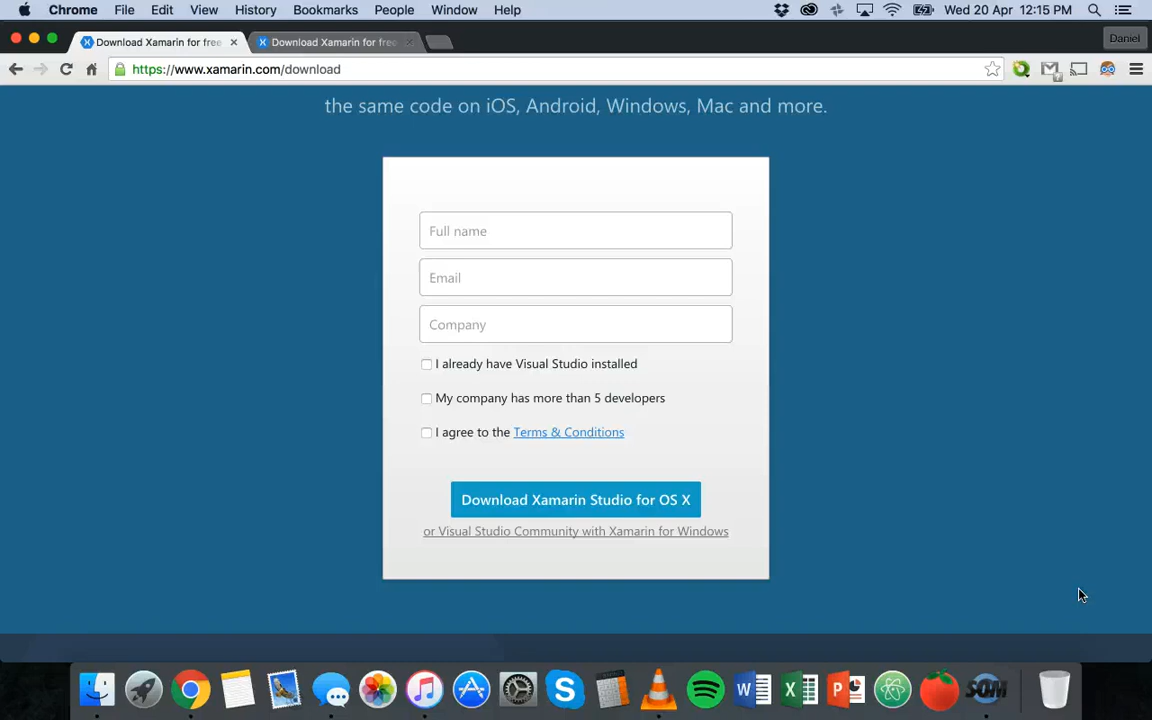 Chrome File Edit View History Bookmarks People Window Help Wed 20 Apr 12:15 PM
Download Xamarin for free Download Xamarin for free Daniel
https://www.xamarin.com/download
the same code on iOS, Android, Windows, Mac and more.
Full name
Email
Company
I already have Visual Studio installed
My company has more than 5 developers
I agree to the Terms & Conditions
Download Xamarin Studio for OS X
or Visual Studio Community with Xamarin for Windows
SOM